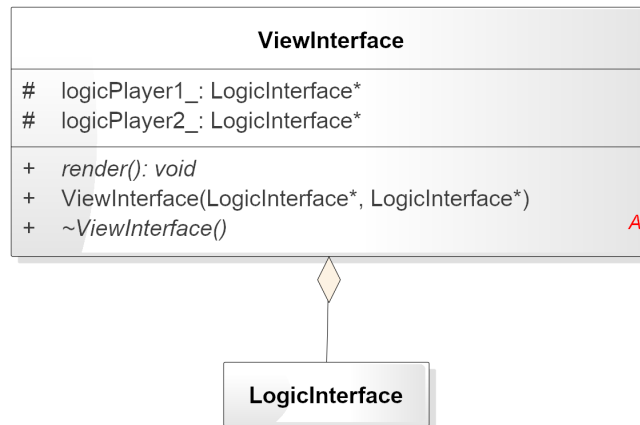 ViewInterface
# logicPlayer1_: LogicInterface*
# logicPlayer2_: LogicInterface*
+ render(): void
+ ViewInterface(LogicInterface*, LogicInterface*)
+ ~ViewInterface()
A
LogicInterface